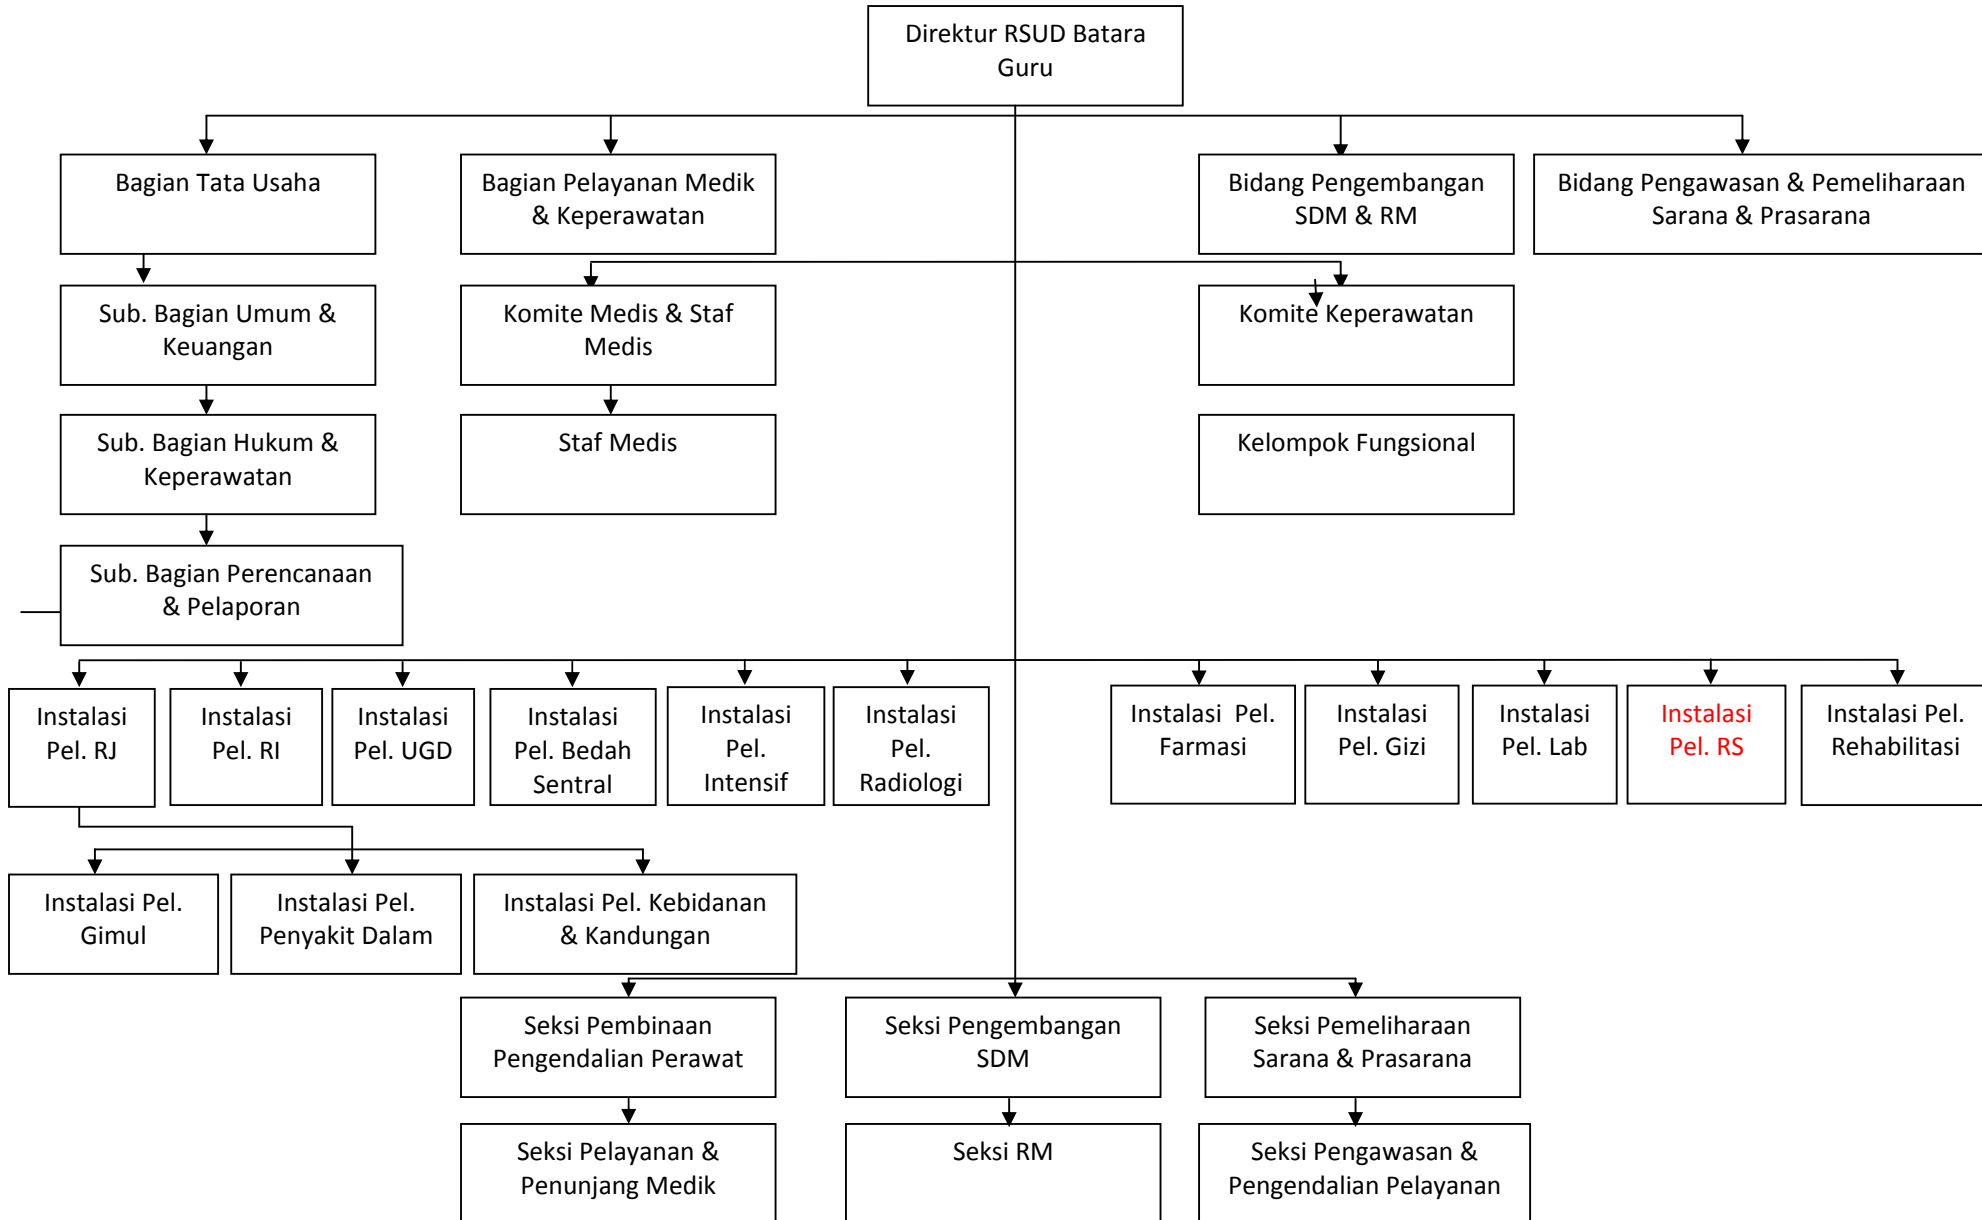 Direktur RSUD Batara
Guru
Bagian Tata Usaha
Bagian Pelayanan Medik
& Keperawatan
Bidang Pengembangan
SDM & RM
Bidang Pengawasan & Pemeliharaan
Sarana & Prasarana
Sub. Bagian Umum &
Keuangan
Komite Medis & Staf
Medis
Komite Keperawatan
Sub. Bagian Hukum &
Keperawatan
Staf Medis
Kelompok Fungsional
Sub. Bagian Perencanaan
& Pelaporan
Instalasi
Pel. RJ
Instalasi
Pel. RI
Instalasi
Pel. UGD
Instalasi
Pel. Bedah
Sentral
Instalasi
Pel.
Intensif
Instalasi
Pel.
Radiologi
Instalasi Pel.
Farmasi
Instalasi
Pel. Gizi
Instalasi
Pel. Lab
Instalasi
Pel. RS
Instalasi Pel.
Rehabilitasi
Instalasi Pel.
Gimul
Instalasi Pel.
Penyakit Dalam
Instalasi Pel. Kebidanan
& Kandungan
Seksi Pembinaan
Pengendalian Perawat
Seksi Pengembangan
SDM
Seksi Pemeliharaan
Sarana & Prasarana
Seksi Pelayanan &
Penunjang Medik
Seksi RM
Seksi Pengawasan &
Pengendalian Pelayanan